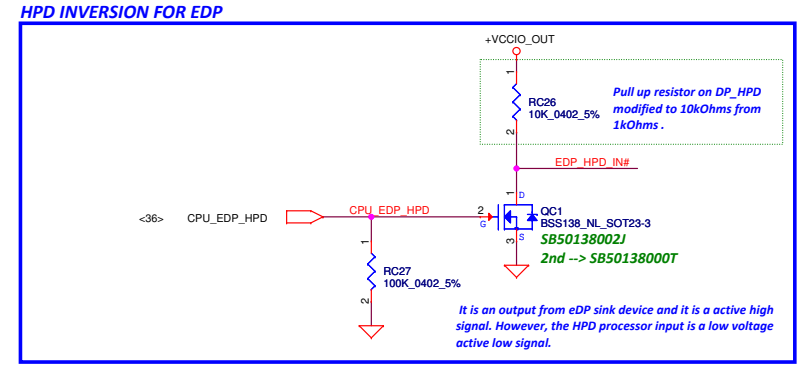 HPD INVERSION FOR EDP
+VCCIO_OUT
1
RC26
10K_0402_5%
2
Pull up resistor on DP_HPD
modified to 10kOhms from
1kOhms .
EDP_HPD_IN#
1 D
<36> CPU_EDP_HPD
CPU_EDP_HPD
2
G
QC1
BSS138_NL_SOT23-3
3 S
SB50138002J
2nd --> SB50138000T
1
RC27
100K_0402_5%
2
It is an output from eDP sink device and it is a active high
signal. However, the HPD processor input is a low voltage
active low signal.